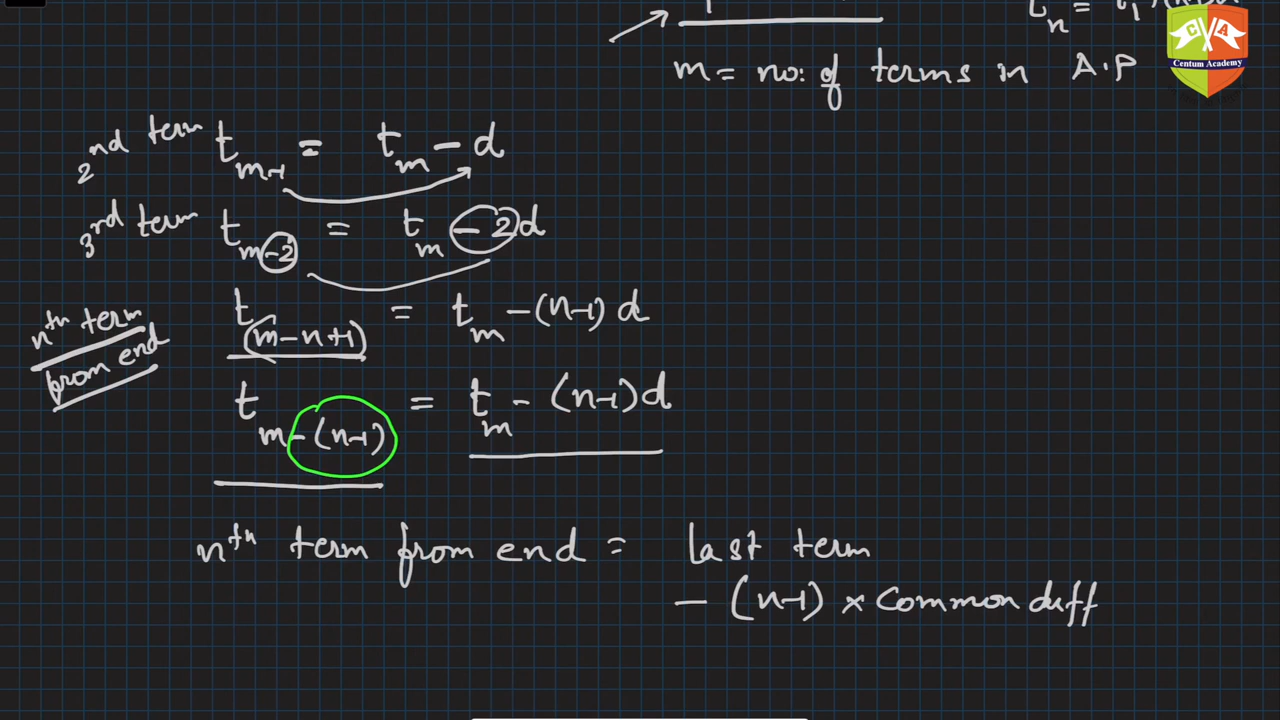 m = no: of terms in A.P
C A
Centum Academy
2nd term t_{m-1} = t_m - d
3rd term t_{m-2} = t_m - 2d
nth term from end
t_{(m-n+1)} = t_m - (n-1) d
t_{m-(n-1)} = t_m - (n-1) d
nth term from end = last term
- (n-1) × Common diff